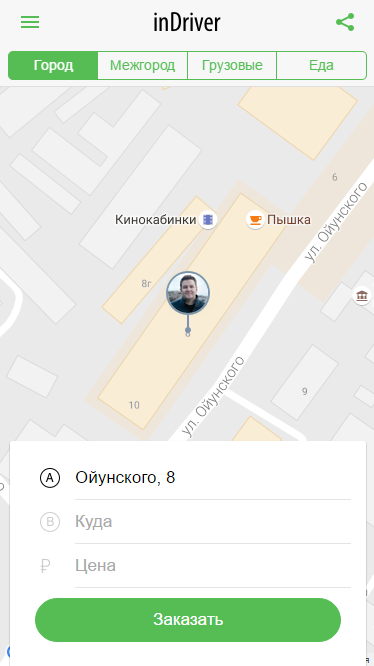 inDriver
Город Межгород Грузовые Еда
6
Кинокабинки Пышка
ул. Ойунского
8г
8
10
9
ул. Ойунского
A Ойунского, 8
B Куда
₽ Цена
Заказать